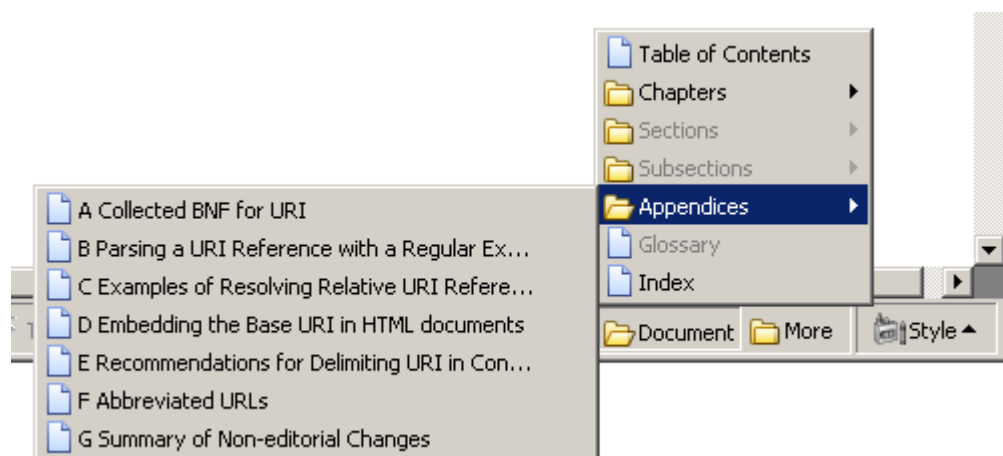 Table of Contents
Chapters
Sections
Subsections
Appendices
Glossary
Index
A Collected BNF for URI
B Parsing a URI Reference with a Regular Ex...
C Examples of Resolving Relative URI Refere...
D Embedding the Base URI in HTML documents
E Recommendations for Delimiting URI in Con...
F Abbreviated URLs
G Summary of Non-editorial Changes
Document
More
Style